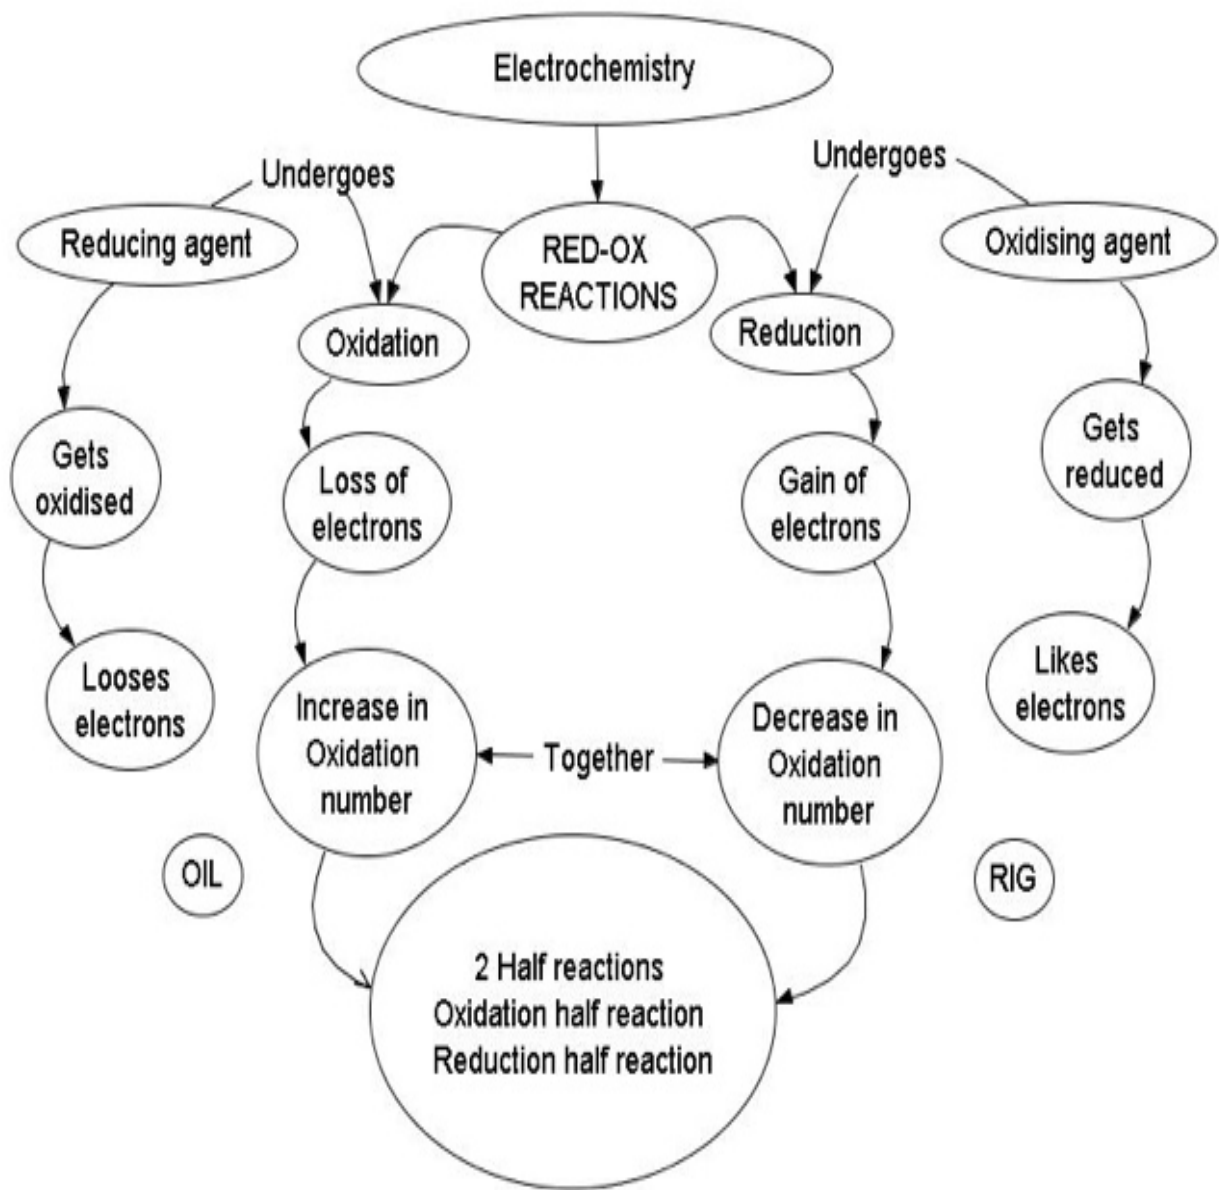 Electrochemistry
Undergoes
Undergoes
Reducing agent
RED-OX
REACTIONS
Oxidising agent
Oxidation
Reduction
Gets
oxidised
Loss of
electrons
Gain of
electrons
Gets
reduced
Looses
electrons
Increase in
Oxidation
number
Together
Decrease in
Oxidation
number
Likes
electrons
OIL
RIG
2 Half reactions
Oxidation half reaction
Reduction half reaction